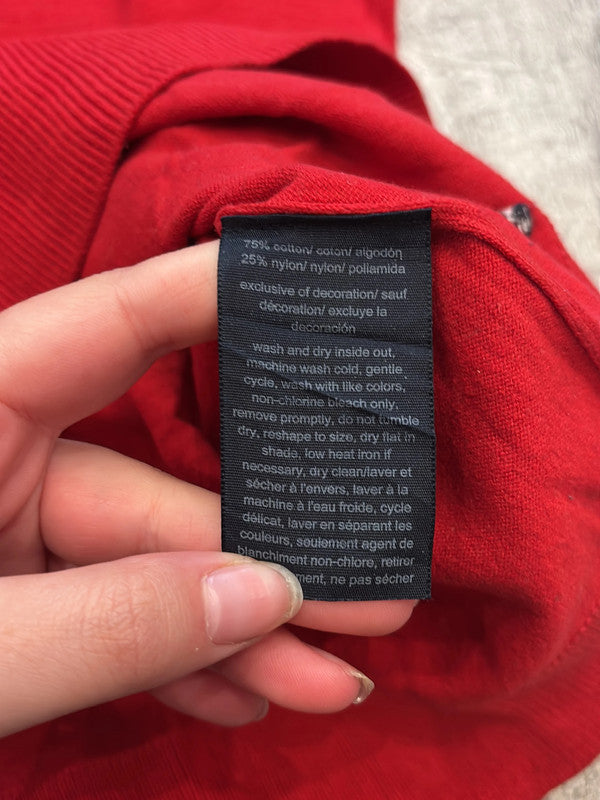 75% cotton/ coton/ algodón
25% nylon/ nylon/ poliamida
exclusive of decoration/ sauf
décoration/ excluye la
decoración
wash and dry inside out,
machine wash cold, gentle
cycle, wash with like colors,
non-chlorine bleach only,
remove promptly, do not tumble
dry, reshape to size, dry flat in
shade, low heat iron if
necessary, dry clean/laver et
sécher à l'envers, laver à la
machine à l'eau froide, cycle
délicat, laver en séparant les
couleurs, seulement agent de
blanchiment non-chlore, retirer
ment, ne pas sécher